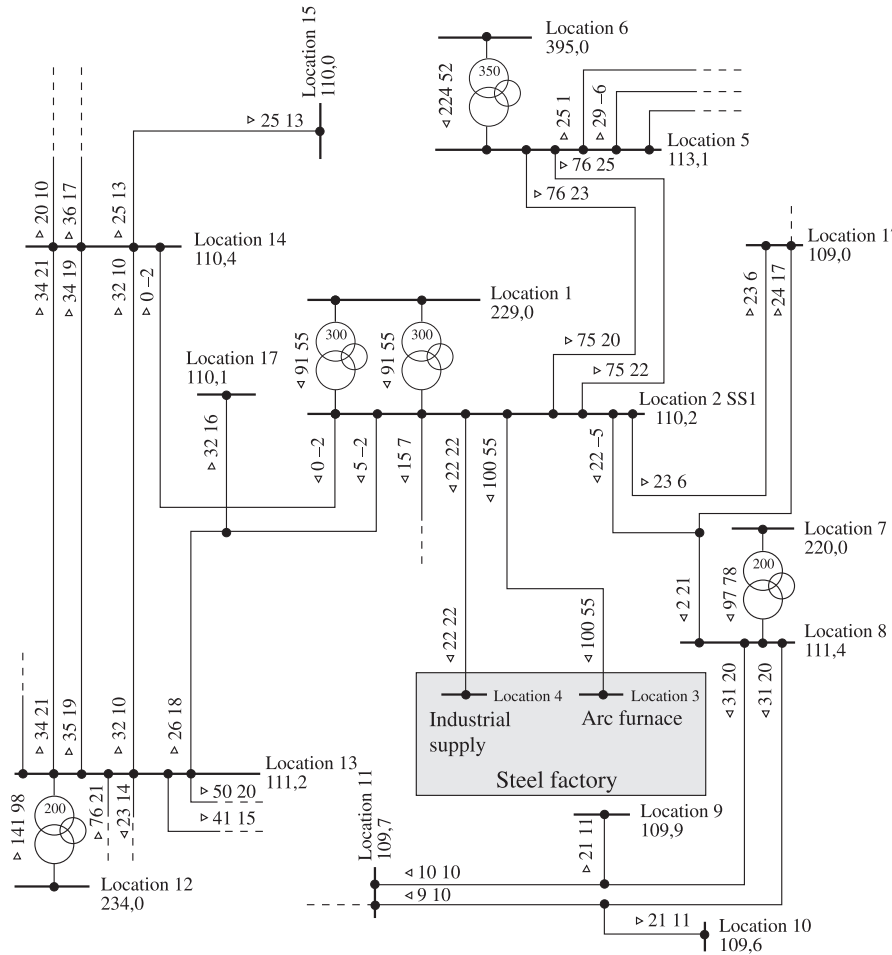 Location 15
110,0
Location 6
395,0
350
▹ 224 52
▹ 25 1
▹ 29 –6
▹ 25 13
Location 5
113,1
▹ 76 25
▹ 76 23
▹ 20 10
▹ 36 17
▹ 25 13
Location 14
110,4
Location 1
109,0
▹ 34 21
▹ 34 19
▹ 32 10
▹ 0 –2
▹ 23 6
▹ 24 17
Location 1
229,0
300
300
◃ 91 55
◃ 91 55
▹ 75 20
▹ 75 22
Location 17
110,1
▹ 32 16
Location 2 SS1
110,2
◃ 0 –2
◃ 5 –2
◃ 15 7
◃ 22 22
◃ 100 55
◃ 22 –5
▹ 23 6
Location 7
220,0
200
◃ 2 21
◃ 97 78
Location 8
111,4
◃ 22 22
◃ 100 55
◃ 31 20
◃ 31 20
Location 4
Location 3
Industrial
supply
Arc furnace
Steel factory
▹ 34 21
▹ 35 19
▹ 32 10
▹ 26 18
Location 13
111,2
▹ 141 98
200
▹ 76 21
◃ 23 14
▹ 50 20
▹ 41 15
Location 12
234,0
Location 11
109,7
Location 9
109,9
▹ 21 11
◃ 10 10
◃ 9 10
▹ 21 11
Location 10
109,6